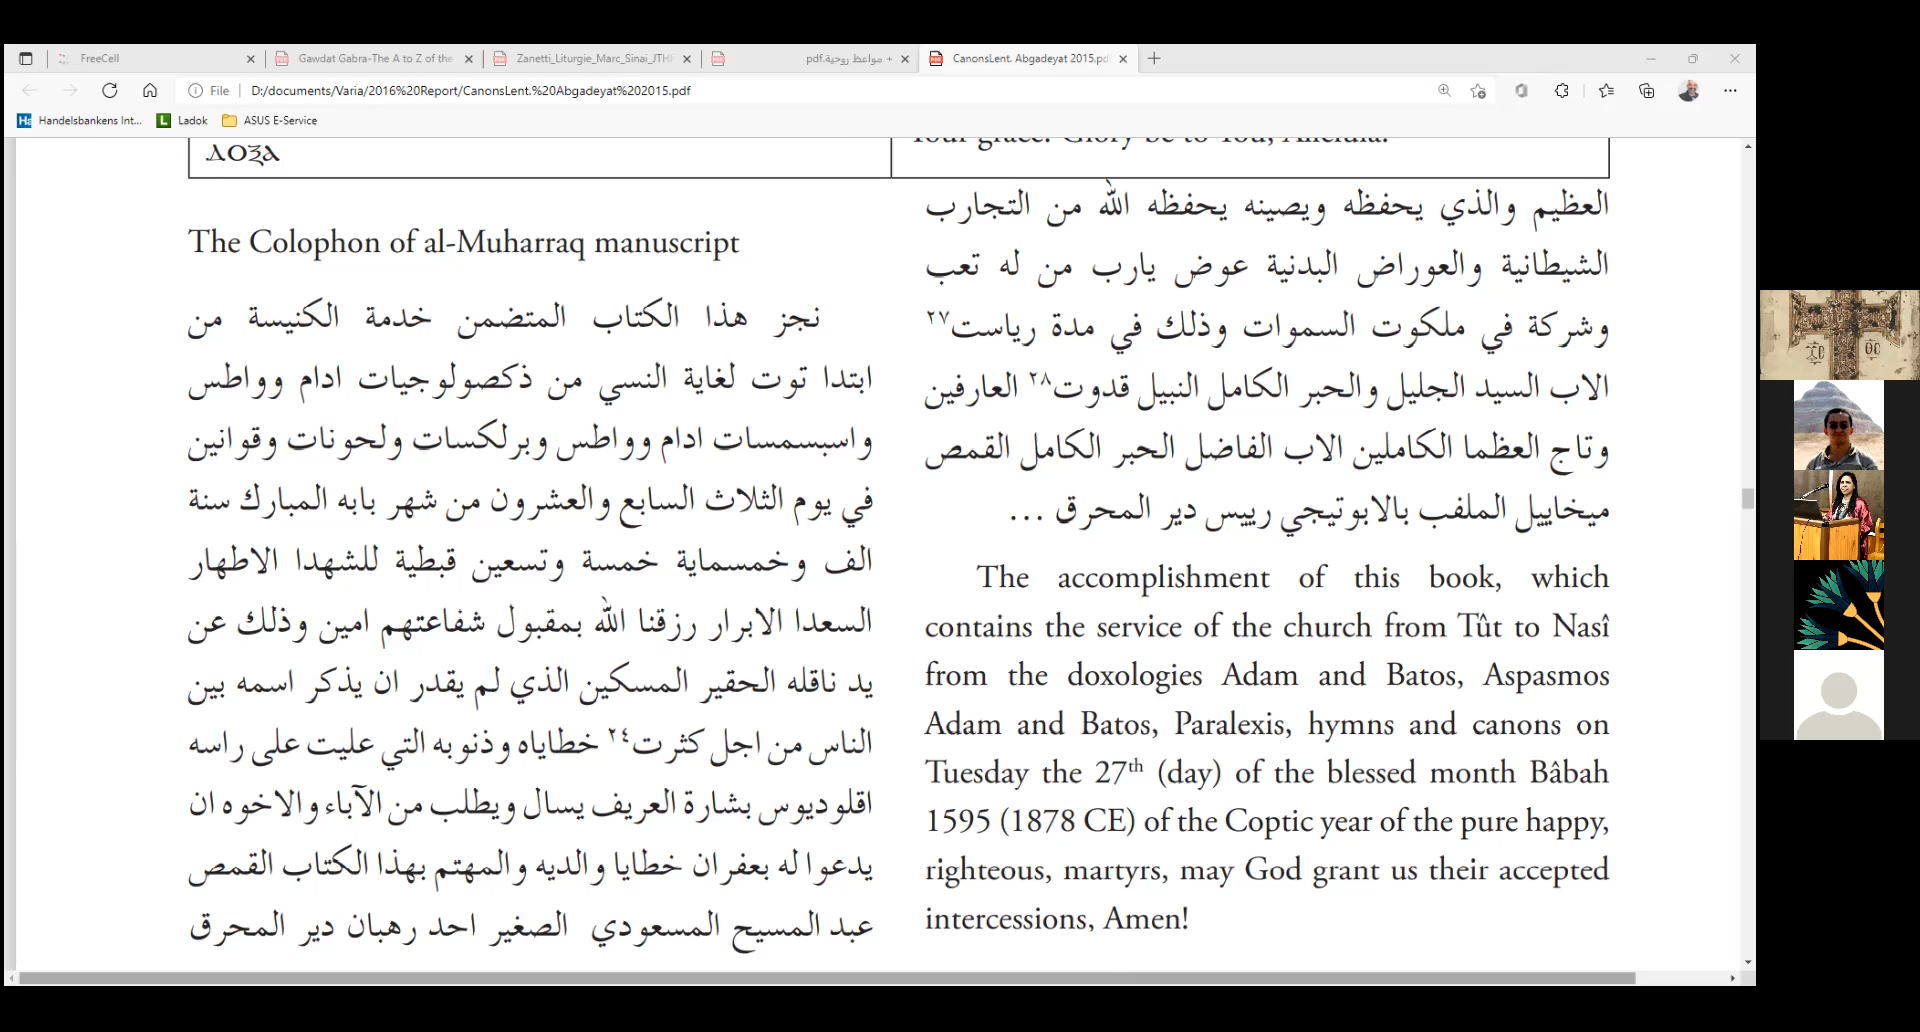 FreeCell
Gawdat Gabra-The A to Z of the
Zanetti_Liturgie_Marc_Sinai_JTH
+ مواعظ روحية.pdf
CanonsLent. Abgadeyat 2015.pd
File
D:/documents/Varia/2016%20Report/CanonsLent.%20Abgadeyat%202015.pdf
Handelsbankens Int...
Ladok
ASUS E-Service
ⲆⲞⲜⲀ
Your grace. Glory be to You, Alleluia.
The Colophon of al-Muharraq manuscript
نجز هذا الكتاب المتضمن خدمة الكنيسة من
ابتدا توت لغاية النسي من ذكصولوجيات ادام وواطس
واسبسمسات ادام وواطس وبرلكسات ولحونات وقوانين
في يوم الثلاث السابع والعشرون من شهر بابه المبارك سنة
الف وخمسماية خمسة وتسعين قبطية للشهدا الاطهار
السعدا الابرار رزقنا الله بمقبول شفاعتهم امين وذلك عن
يد ناقله الحقير المسكين الذي لم يقدر ان يذكر اسمه بين
الناس من اجل كثرت٢٤ خطاياه وذنوبه التي عليت على راسه
اقلوديوس بشارة العريف يسال ويطلب من الآباء والاخوه ان
يدعوا له بعفران خطايا والديه والمهتم بهذا الكتاب القمص
عبد المسيح المسعودي الصغير احد رهبان دير المحرق
العظيم والذي يحفظه ويصينه يحفظه الله من التجارب
الشيطانية والعوراض البدنية عوض يارب من له تعب
وشركة في ملكوت السموات وذلك في مدة رياست٢٧
الاب السيد الجليل والحبر الكامل النبيل قدوت٢٨ العارفين
وتاج العظما الكاملين الاب الفاضل الحبر الكامل القمص
ميخاييل الملفب بالابوتيجي رييس دير المحرق ...
The accomplishment of this book, which
contains the service of the church from Tût to Nasî
from the doxologies Adam and Batos, Aspasmos
Adam and Batos, Paralexis, hymns and canons on
Tuesday the 27th (day) of the blessed month Bâbah
1595 (1878 CE) of the Coptic year of the pure happy,
righteous, martyrs, may God grant us their accepted
intercessions, Amen!